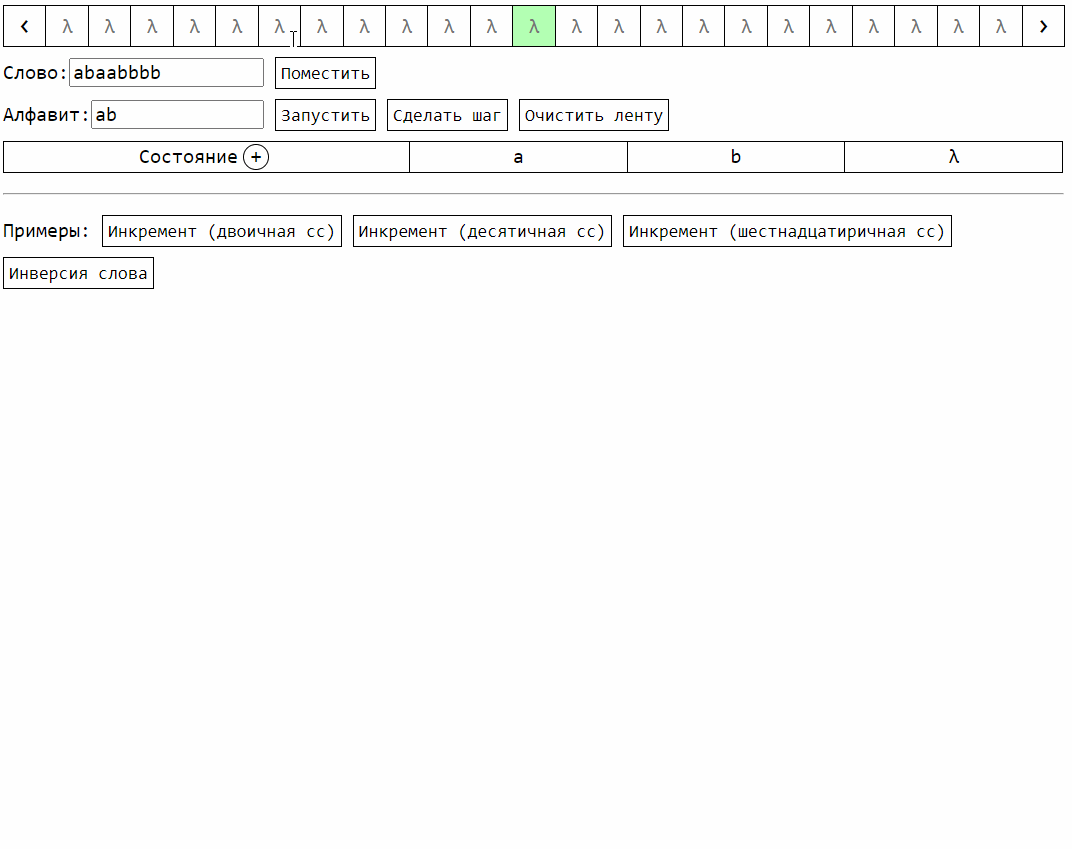 ‹ λ λ λ λ λ λ λ λ λ λ λ λ λ λ λ λ λ λ λ λ λ λ λ ›
Слово: abaabbbb Поместить
Алфавит: ab Запустить Сделать шаг Очистить ленту
Состояние + a b λ
Примеры: Инкремент (двоичная сс) Инкремент (десятичная сс) Инкремент (шестнадцатиричная сс)
Инверсия слова